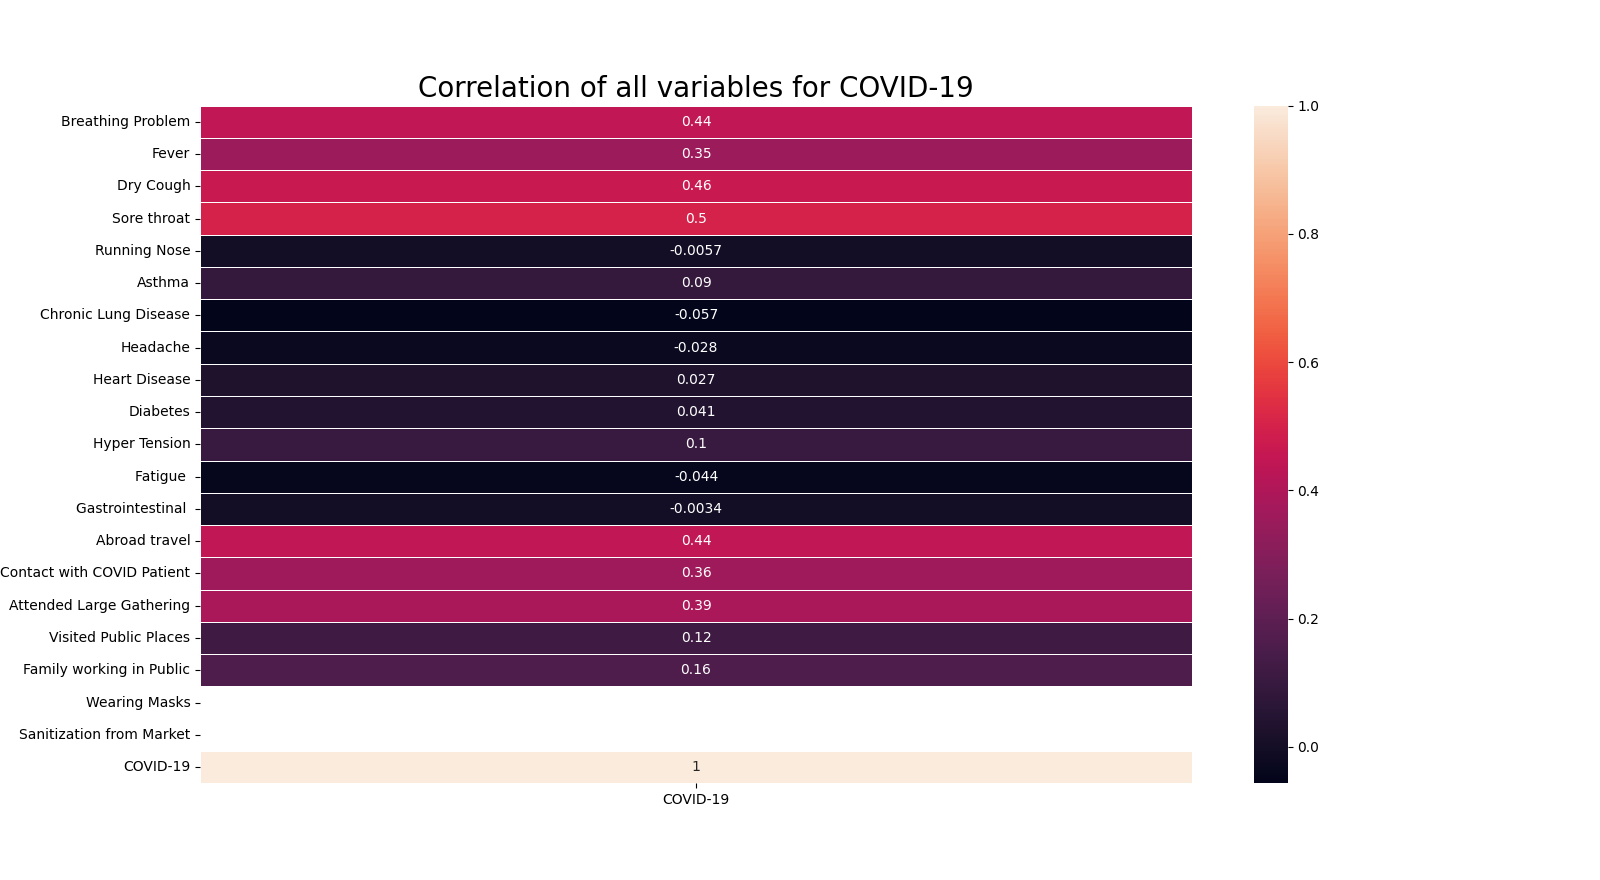 Correlation of all variables for COVID-19
Breathing Problem 0.44
Fever 0.35
Dry Cough 0.46
Sore throat 0.5
Running Nose -0.0057
Asthma 0.09
Chronic Lung Disease -0.057
Headache -0.028
Heart Disease 0.027
Diabetes 0.041
Hyper Tension 0.1
Fatigue -0.044
Gastrointestinal -0.0034
Abroad travel 0.44
Contact with COVID Patient 0.36
Attended Large Gathering 0.39
Visited Public Places 0.12
Family working in Public 0.16
Wearing Masks
Sanitization from Market
COVID-19 1
COVID-19
1.0
0.8
0.6
0.4
0.2
0.0